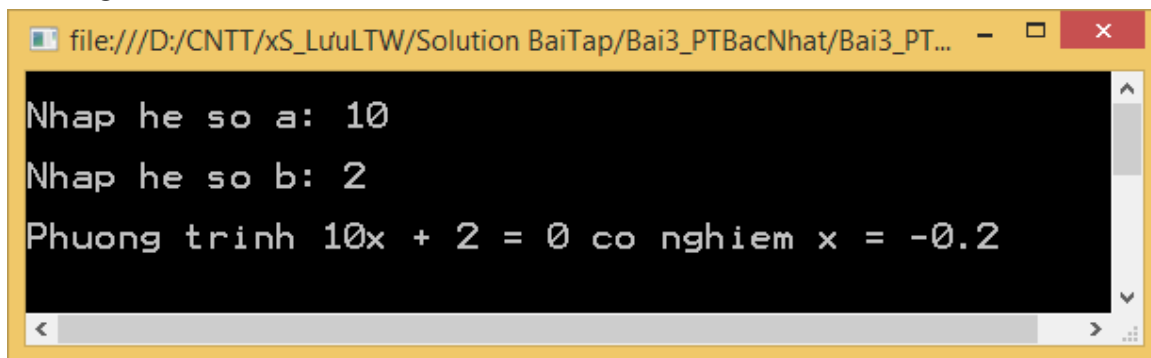 file:///D:/CNTT/xS_LưuLTW/Solution BaiTap/Bai3_PTBacNhat/Bai3_PT...
Nhap he so a: 10
Nhap he so b: 2
Phuong trinh 10x + 2 = 0 co nghiem x = -0.2